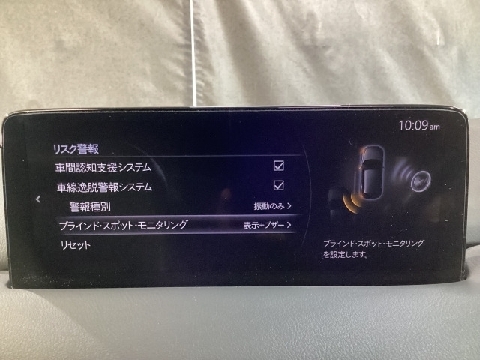 10:09am
リスク警報
車間認知支援システム
車線逸脱警報システム
警報種別 振動のみ
ブラインド・スポット・モニタリング 表示+ブザー
リセット
ブラインド・スポット・モニタリング
を設定します。